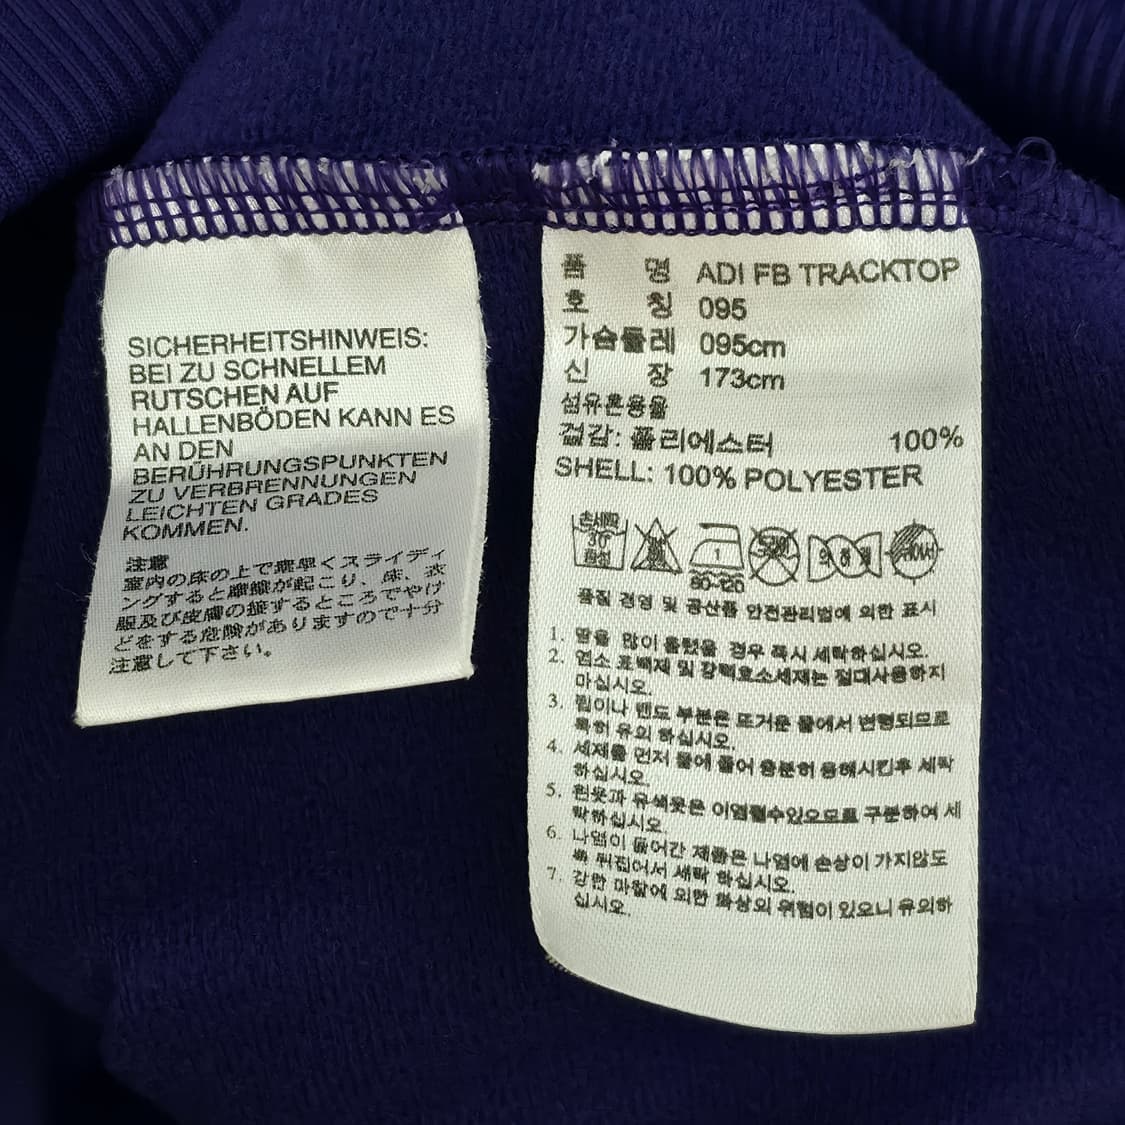 SICHERHEITSHINWEIS:
BEI ZU SCHNELLEM
RUTSCHEN AUF
HALLENBÖDEN KANN ES
AN DEN
BERÜHRUNGSPUNKTEN
ZU VERBRENNUNGEN
LEICHTEN GRADES
KOMMEN.
注意
室内の床の上で素早くスライディ
ングすると摩擦が起こり、床、衣
服及び皮膚の接するところでやけ
どをする危険がありますので十分
注意して下さい。
품 명 ADI FB TRACKTOP
호 칭 095
가슴둘레 095cm
신 장 173cm
섬유혼용율
겉감: 폴리에스터 100%
SHELL: 100% POLYESTER
손세탁
30°
중성
1
80-120
품질 경영 및 공산품 안전관리법에 의한 표시
1. 땀을 많이 흘렸을 경우 즉시 세탁하십시오.
2. 염소 표백제 및 강력효소세제는 절대사용하지
마십시오.
3. 찝이나 밴드 부분은 뜨거운 물에서 변형되므로
특히 유의 하십시오.
4. 세제를 먼저 물에 풀어 충분히 용해시킨후 세탁
하십시오.
5. 흰옷과 유색옷은 이염될수있으므로 구분하여 세
탁하십시오.
6. 나염이 들어간 제품은 나염에 손상이 가지않도
록 뒤집어서 세탁 하십시오.
7. 강한 마찰에 의한 화상의 위험이 있으니 유의하
십시오.